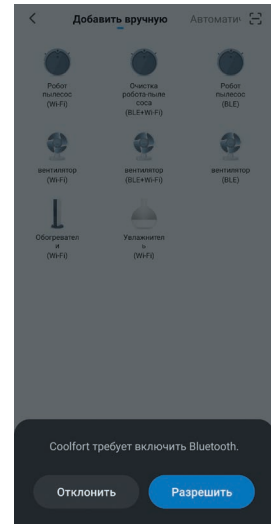 Добавить вручную Автоматич
Робот
пылесос
(Wi-Fi)
Очистка
робота-пыле
соса
(BLE+Wi-Fi)
Робот
пылесос
(BLE)
вентилятор
(Wi-Fi)
вентилятор
(BLE+Wi-Fi)
вентилятор
(BLE)
Обогревател
и
(Wi-Fi)
Увлажнител
ь
(Wi-Fi)
Coolfort требует включить Bluetooth.
Отклонить Разрешить